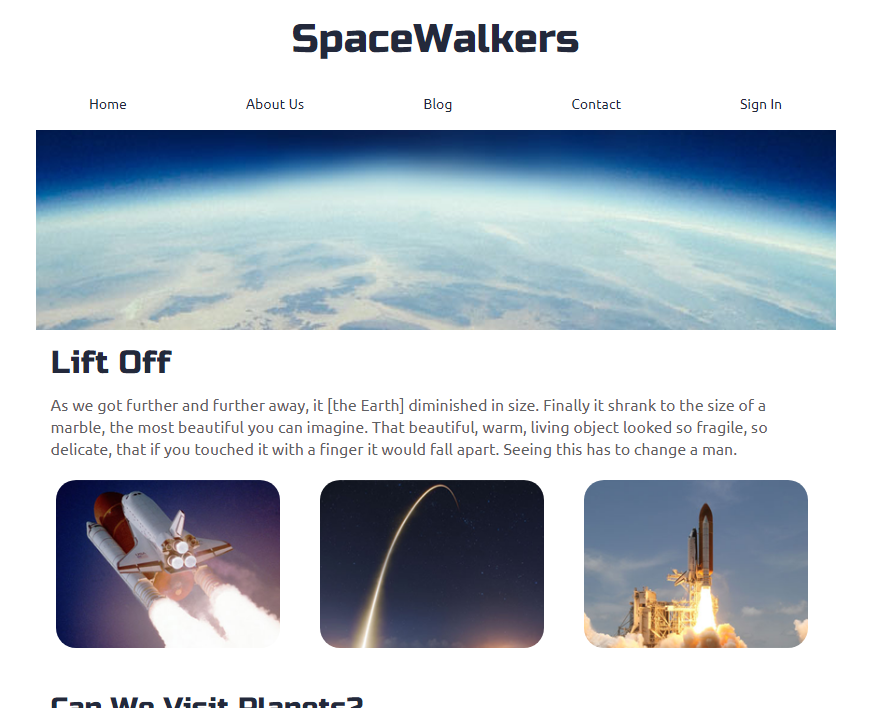 SpaceWalkers
Home About Us Blog Contact Sign In
Lift Off
As we got further and further away, it [the Earth] diminished in size. Finally it shrank to the size of a
marble, the most beautiful you can imagine. That beautiful, warm, living object looked so fragile, so
delicate, that if you touched it with a finger it would fall apart. Seeing this has to change a man.
Can We Visit Planets?